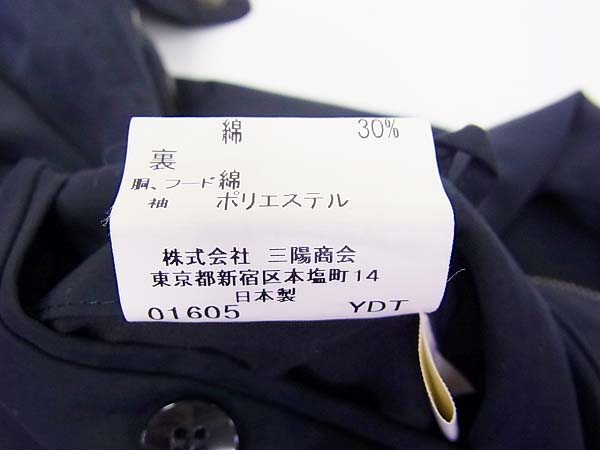 綿 30%
裏
胴、フード綿
袖 ポリエステル
株式会社 三陽商会
東京都新宿区本塩町14
日本製
01605 YDT